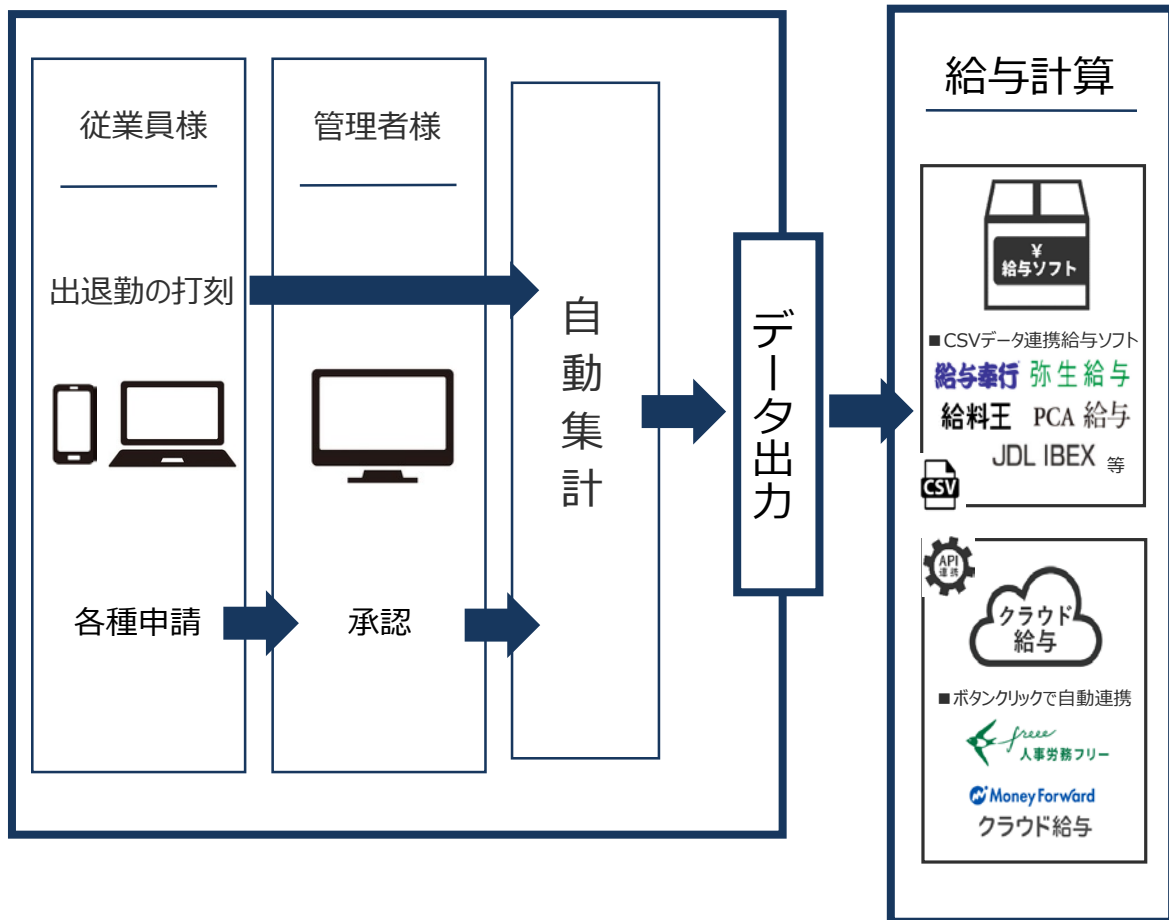 従業員様
出退勤の打刻
各種申請
管理者様
承認
自動集計
データ出力
給与計算
¥
給与ソフト
■CSVデータ連携給与ソフト
給与奉行 弥生給与
給料王 PCA 給与
JDL IBEX 等
CSV
API
連携
クラウド
給与
■ボタンクリックで自動連携
freee
人事労務フリー
Money Forward
クラウド給与